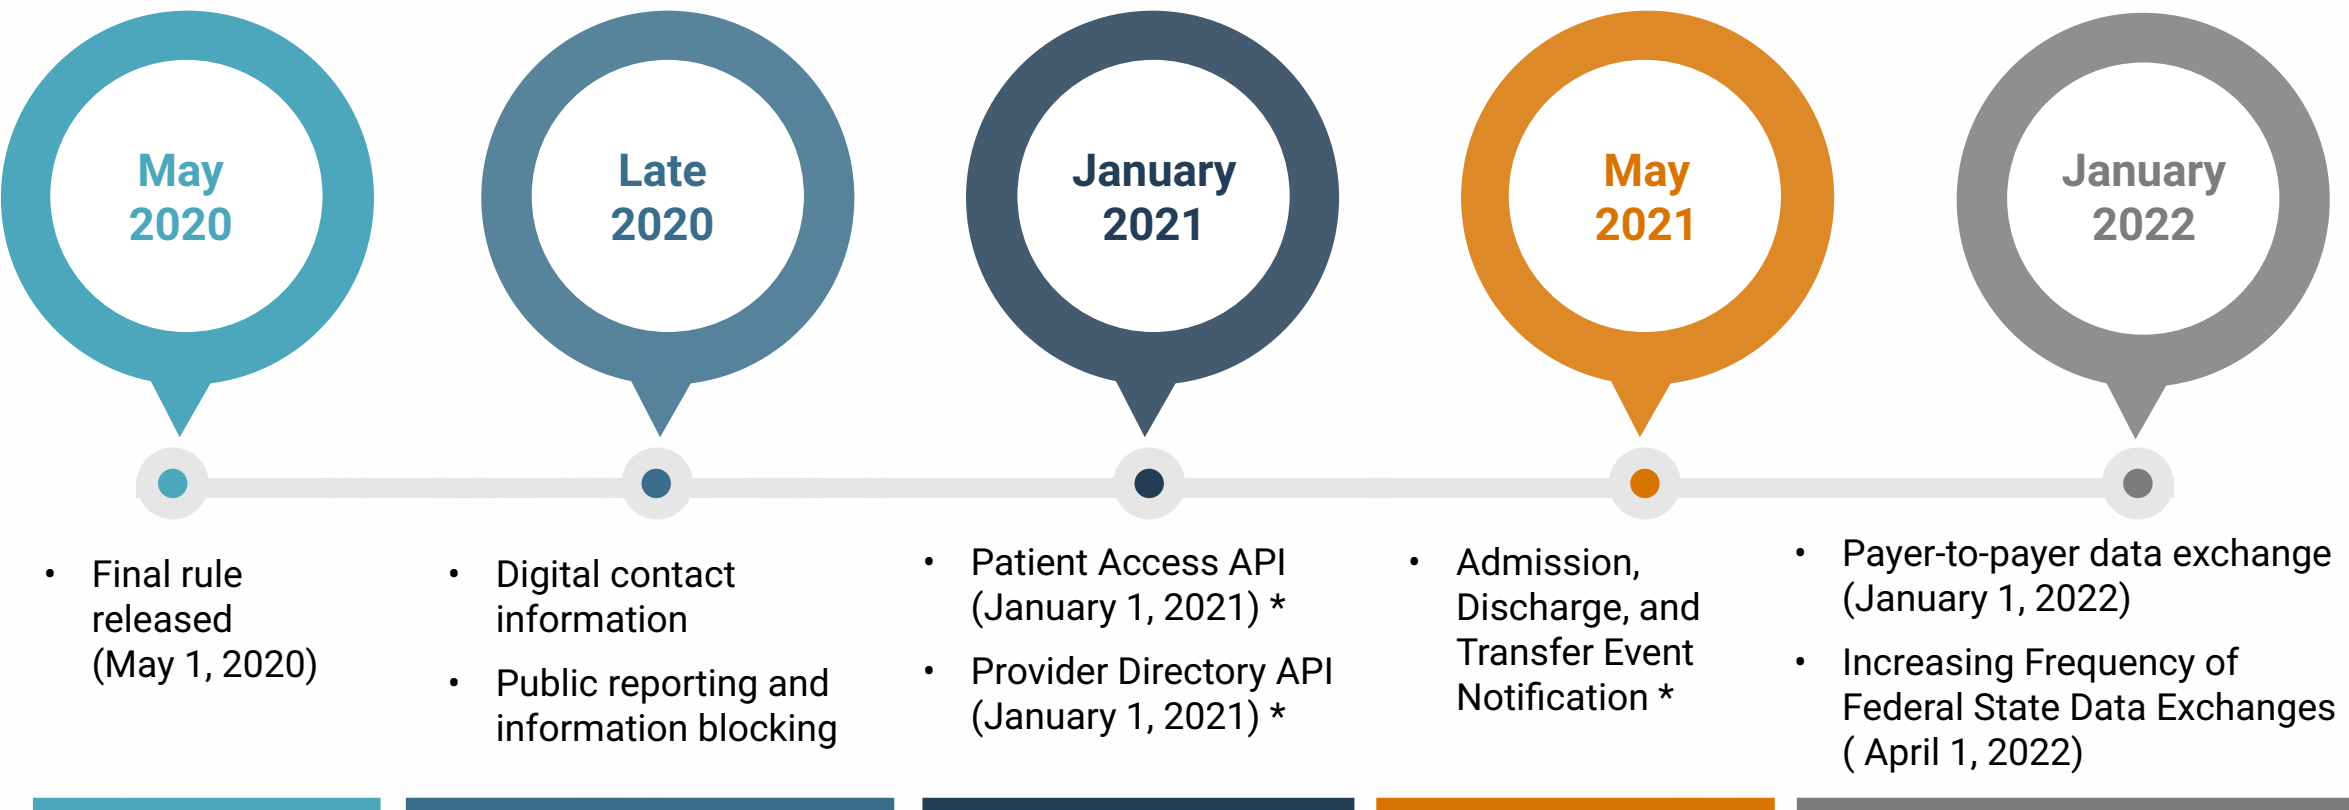 May
2020
Late
2020
January
2021
May
2021
January
2022
• Final rule
released
(May 1, 2020)
• Digital contact
information
• Public reporting and
information blocking
• Patient Access API
(January 1, 2021) *
• Provider Directory API
(January 1, 2021) *
• Admission,
Discharge, and
Transfer Event
Notification *
• Payer-to-payer data exchange
(January 1, 2022)
• Increasing Frequency of
Federal State Data Exchanges
( April 1, 2022)